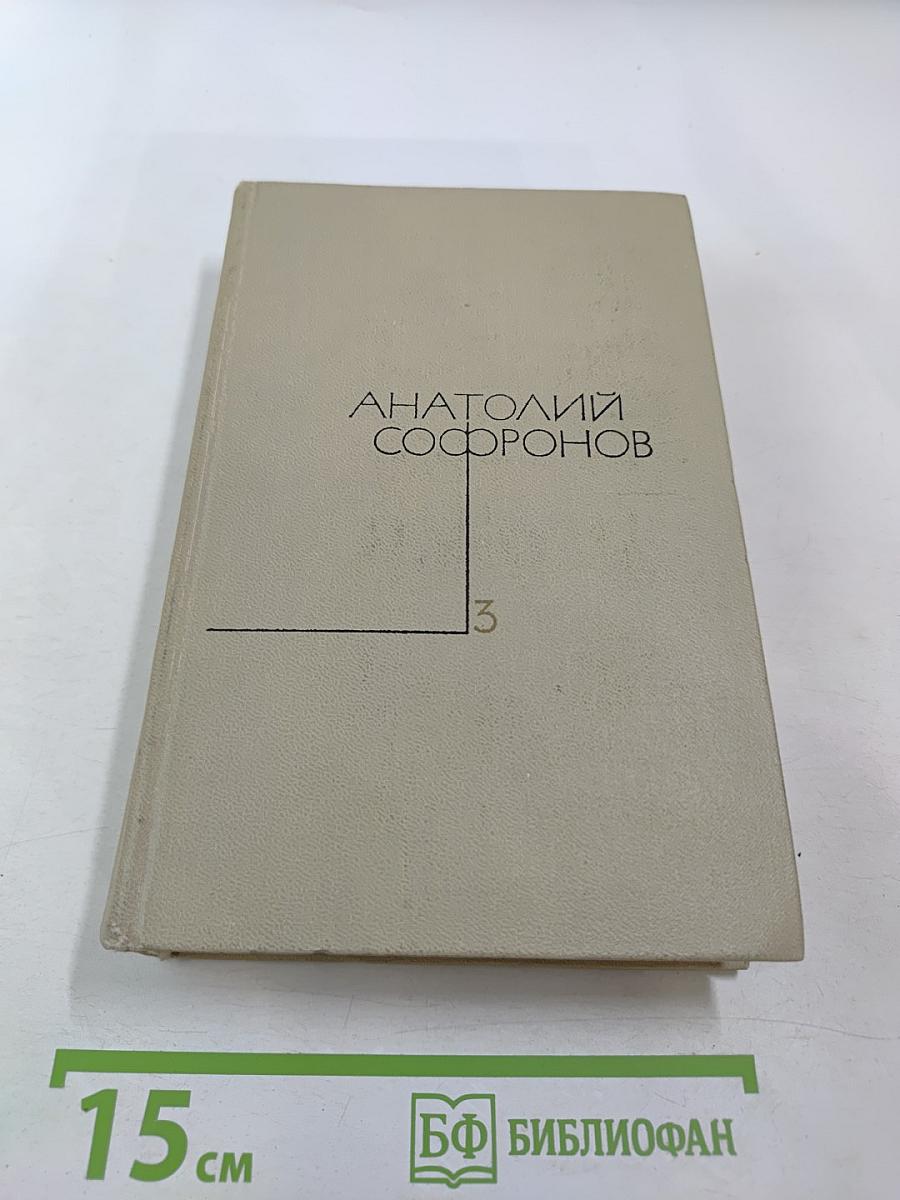 АНАТОЛИЙ
СОФРОНОВ
3
15 см
БФ БИБЛИОФАН